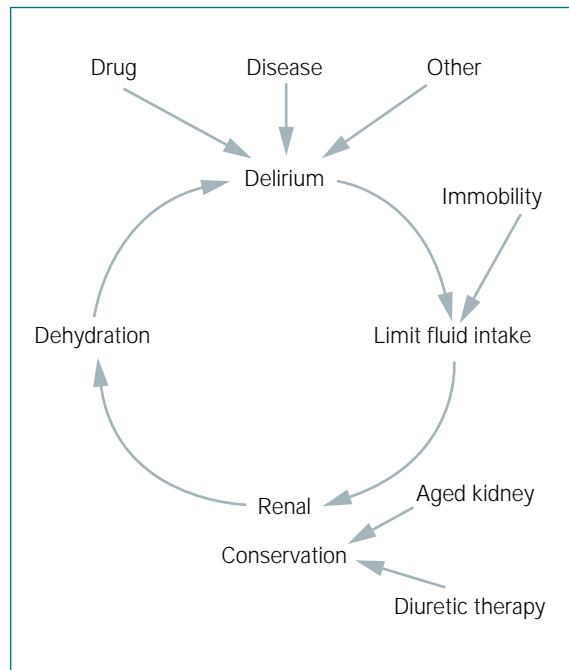 Drug
Disease
Other
Delirium
Immobility
Dehydration
Limit fluid intake
Aged kidney
Renal
Conservation
Diuretic therapy